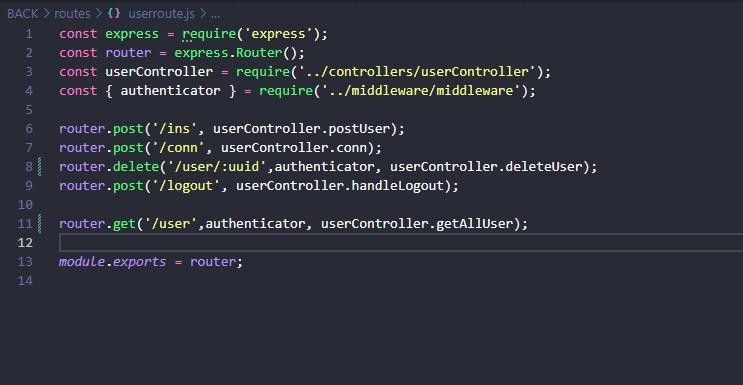 BACK > routes > {} userroute.js > ...
1 const express = require('express');
2 const router = express.Router();
3 const userController = require('../controllers/userController');
4 const { authenticator } = require('../middleware/middleware');
5
6 router.post('/ins', userController.postUser);
7 router.post('/conn', userController.conn);
8 router.delete('/user/:uuid',authenticator, userController.deleteUser);
9 router.post('/logout', userController.handleLogout);
10
11 router.get('/user',authenticator, userController.getAllUser);
12
13 module.exports = router;
14